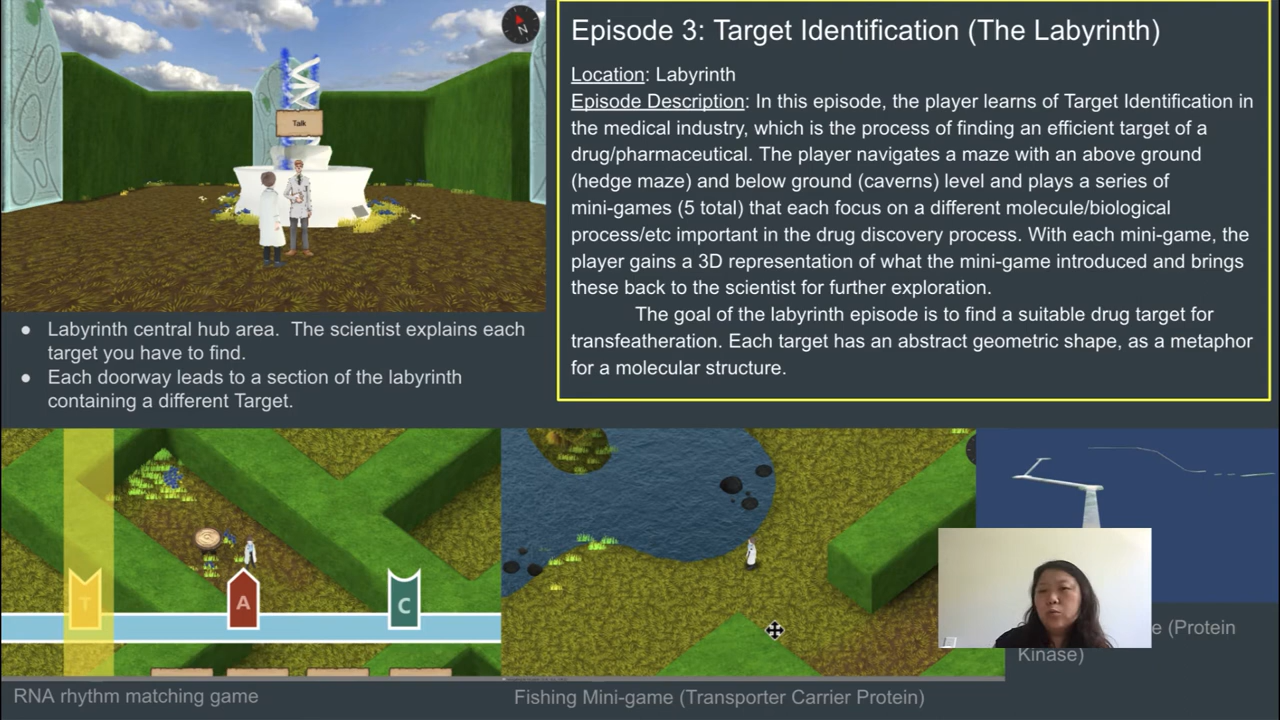 N
Talk
Episode 3: Target Identification (The Labyrinth)
Location: Labyrinth
Episode Description: In this episode, the player learns of Target Identification in
the medical industry, which is the process of finding an efficient target of a
drug/pharmaceutical. The player navigates a maze with an above ground
(hedge maze) and below ground (caverns) level and plays a series of
mini-games (5 total) that each focus on a different molecule/biological
process/etc important in the drug discovery process. With each mini-game, the
player gains a 3D representation of what the mini-game introduced and brings
these back to the scientist for further exploration.
The goal of the labyrinth episode is to find a suitable drug target for
transfeatheration. Each target has an abstract geometric shape, as a metaphor
for a molecular structure.
● Labyrinth central hub area. The scientist explains each
target you have to find.
● Each doorway leads to a section of the labyrinth
containing a different Target.
T
A
C
RNA rhythm matching game
Fishing Mini-game (Transporter Carrier Protein)
(Protein
Kinase)